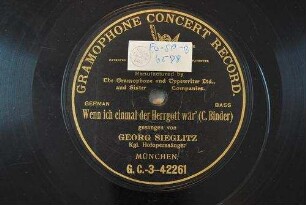 GRAMOPHONE CONCERT RECORD.
Manufactured by
The Gramophone and Typewriter Ltd.,
and Sister Companies.
GERMAN BASS
Wenn ich einmal der Herrgott wär' (C. Binder)
gesungen von
GEORG SIEGLITZ
Kgl. Hofopernsänger
MÜNCHEN
G.C.-3-42261